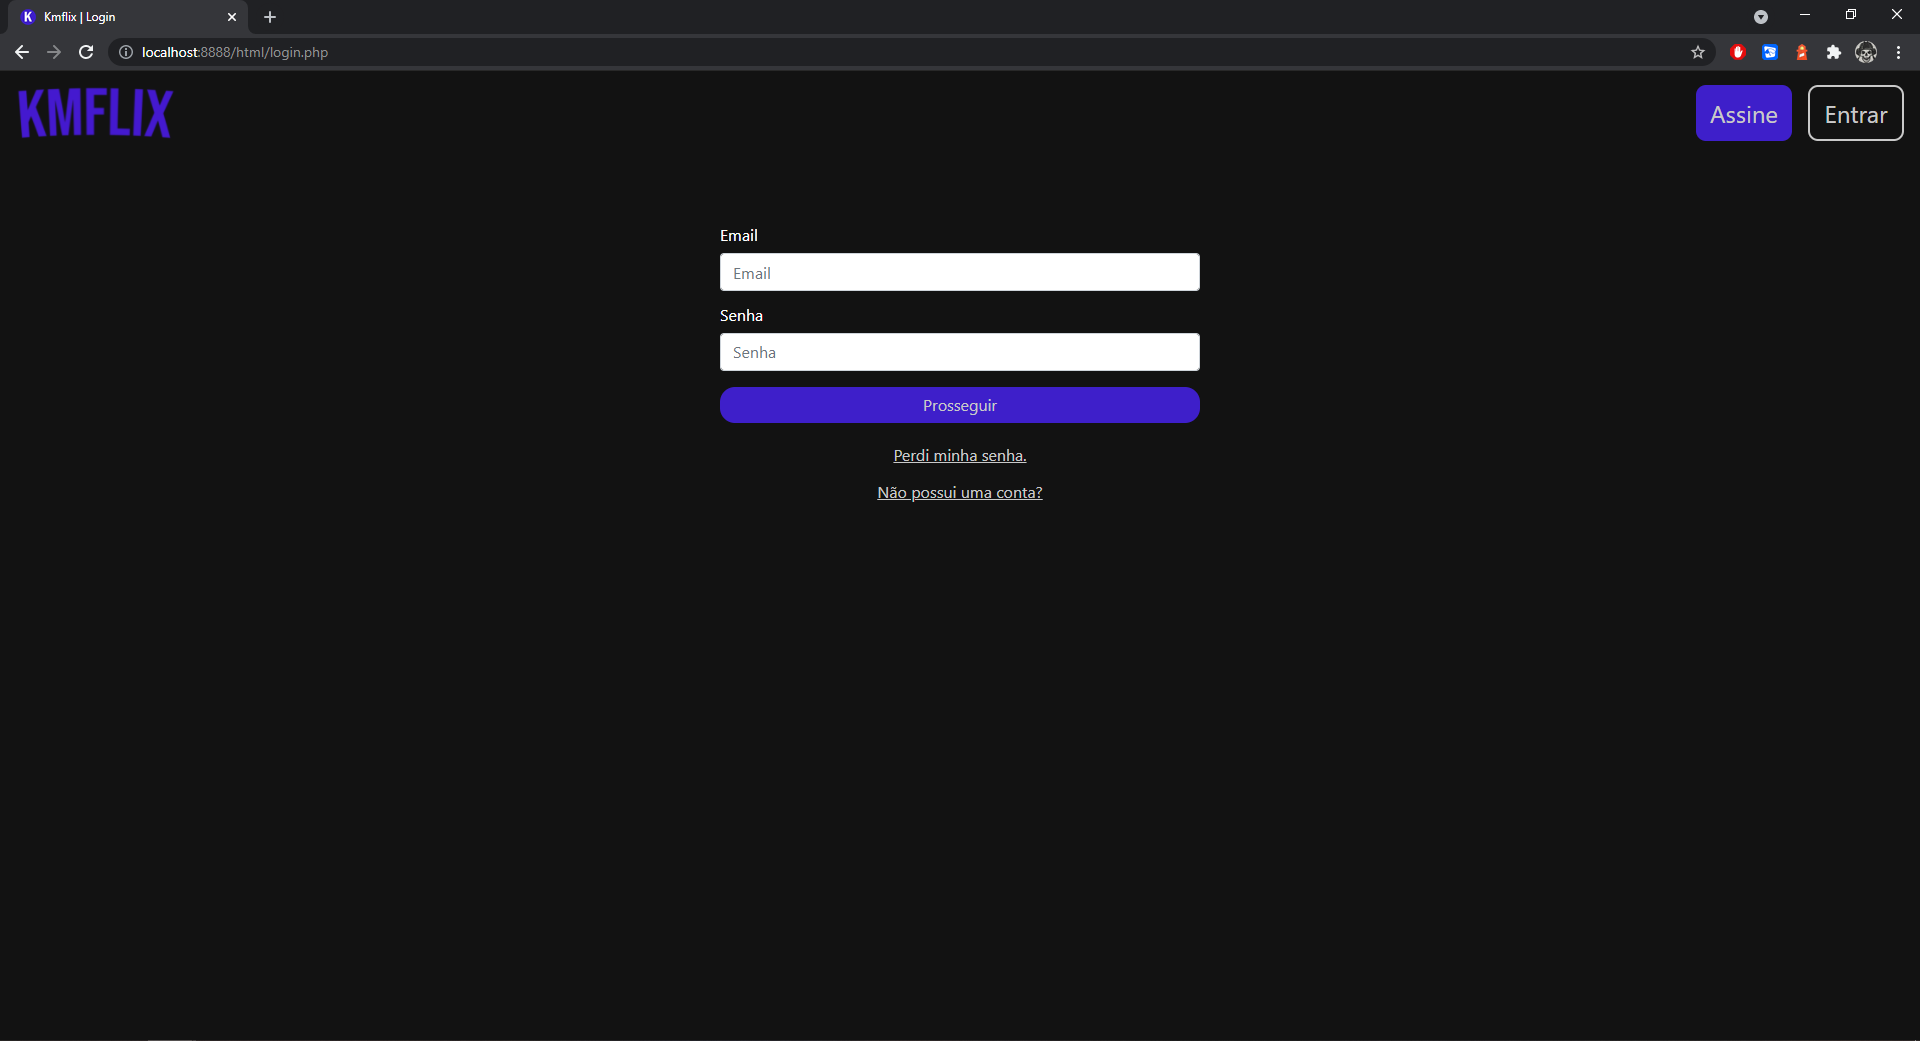 K Kmflix | Login
localhost:8888/html/login.php
KMFLIX
Assine
Entrar
Email
Email
Senha
Senha
Prosseguir
Perdi minha senha.
Não possui uma conta?